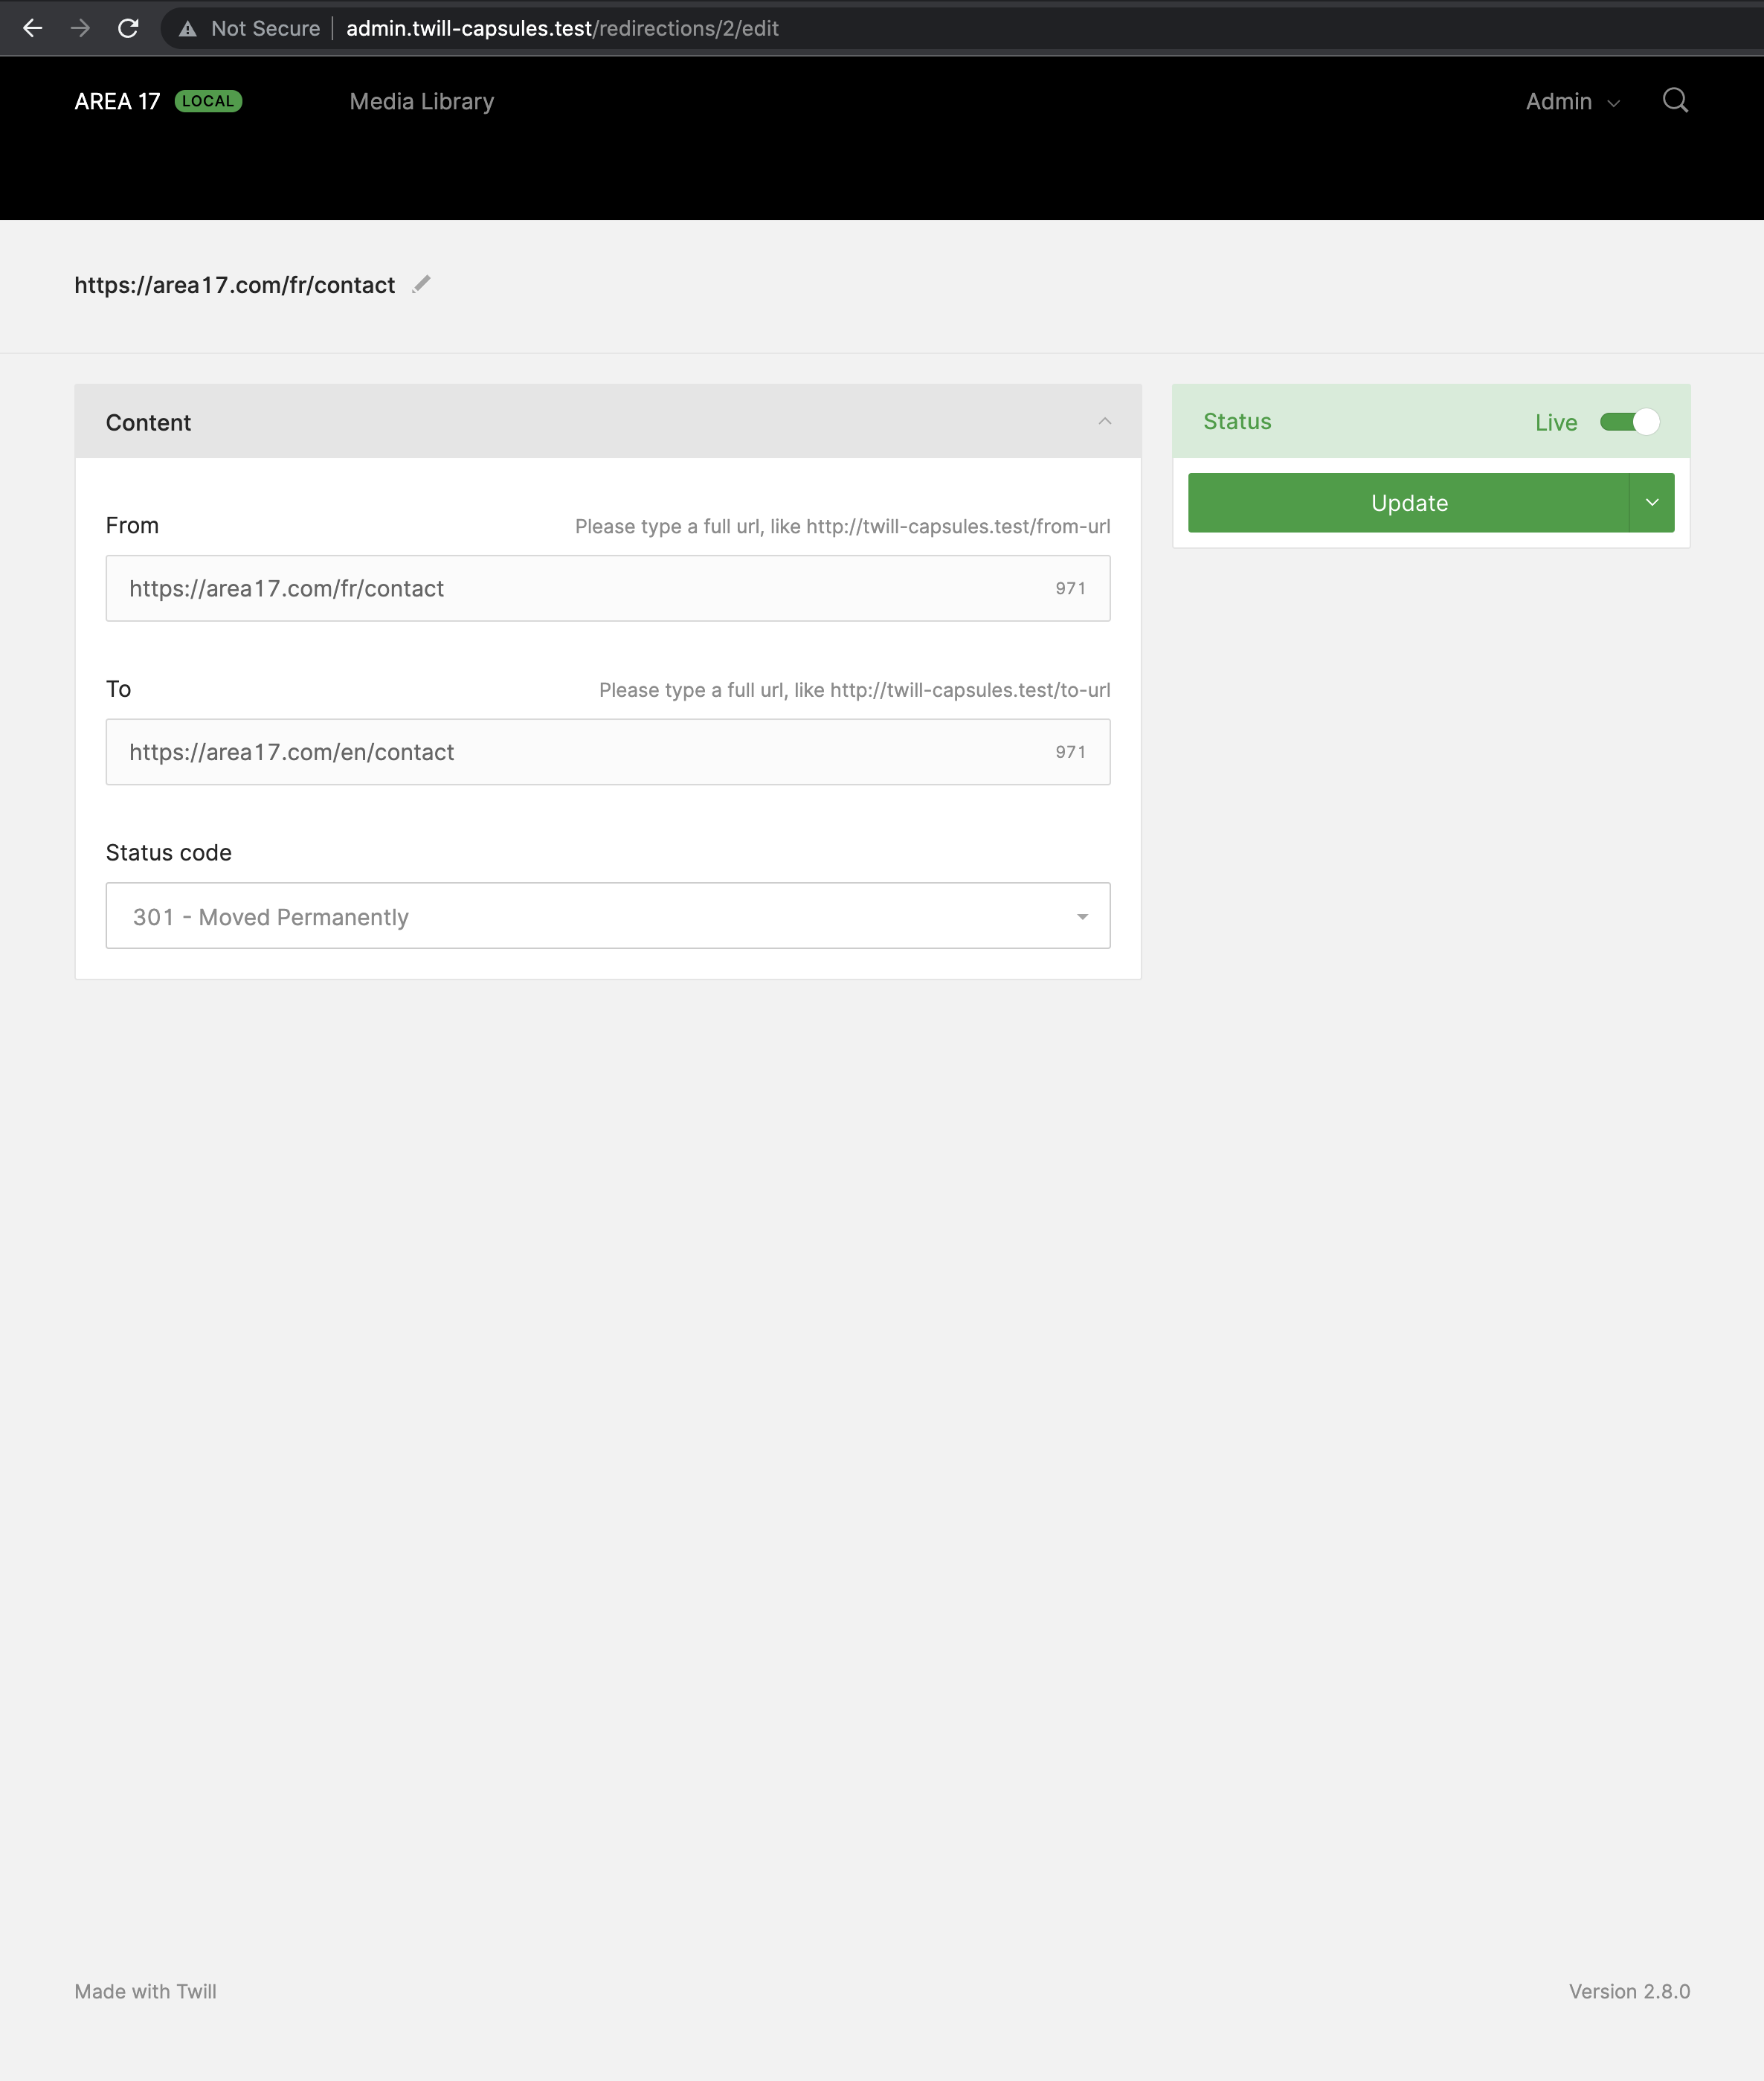 Not Secure | admin.twill-capsules.test/redirections/2/edit
AREA 17 LOCAL Media Library Admin
https://area17.com/fr/contact
Content
Status Live
Update
From Please type a full url, like http://twill-capsules.test/from-url
https://area17.com/fr/contact 971
To Please type a full url, like http://twill-capsules.test/to-url
https://area17.com/en/contact 971
Status code
301 - Moved Permanently
Made with Twill Version 2.8.0